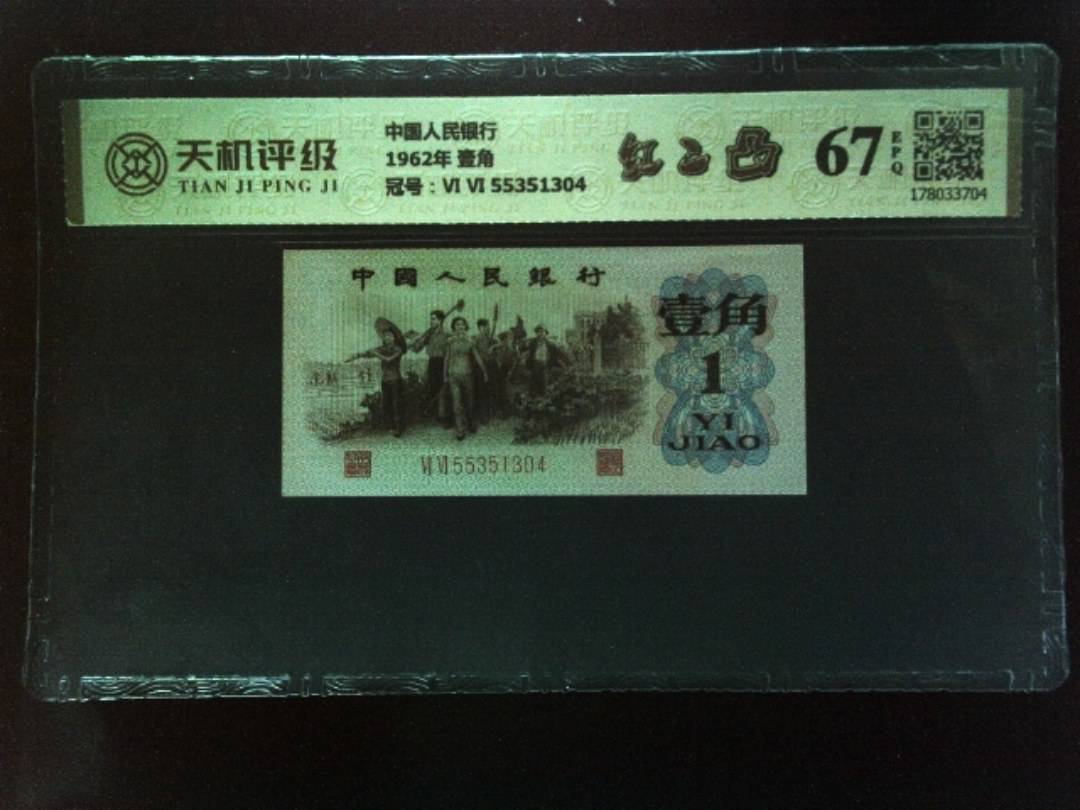 天机评级
TIAN JI PING JI
中国人民银行
1962年 壹角
冠号：VI VI 55351304
红二凸
67
EPQ
178033704
中國人民銀行
壹角
1
YI
JIAO
VI VI 55351304